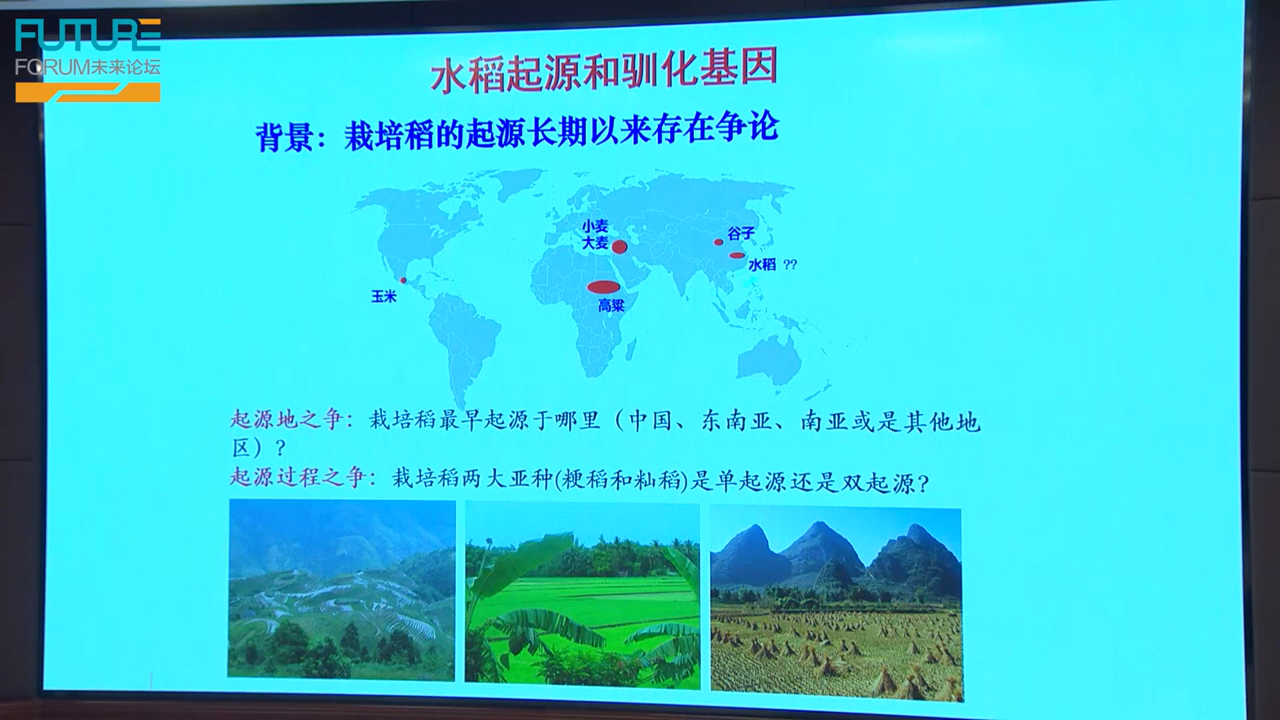 FUTURE
FORUM未来论坛
水稻起源和驯化基因
背景：栽培稻的起源长期以来存在争论
小麦
大麦
谷子
水稻 ??
玉米
高粱
起源地之争：栽培稻最早起源于哪里（中国、东南亚、南亚或是其他地
区）？
起源过程之争：栽培稻两大亚种(粳稻和籼稻)是单起源还是双起源?